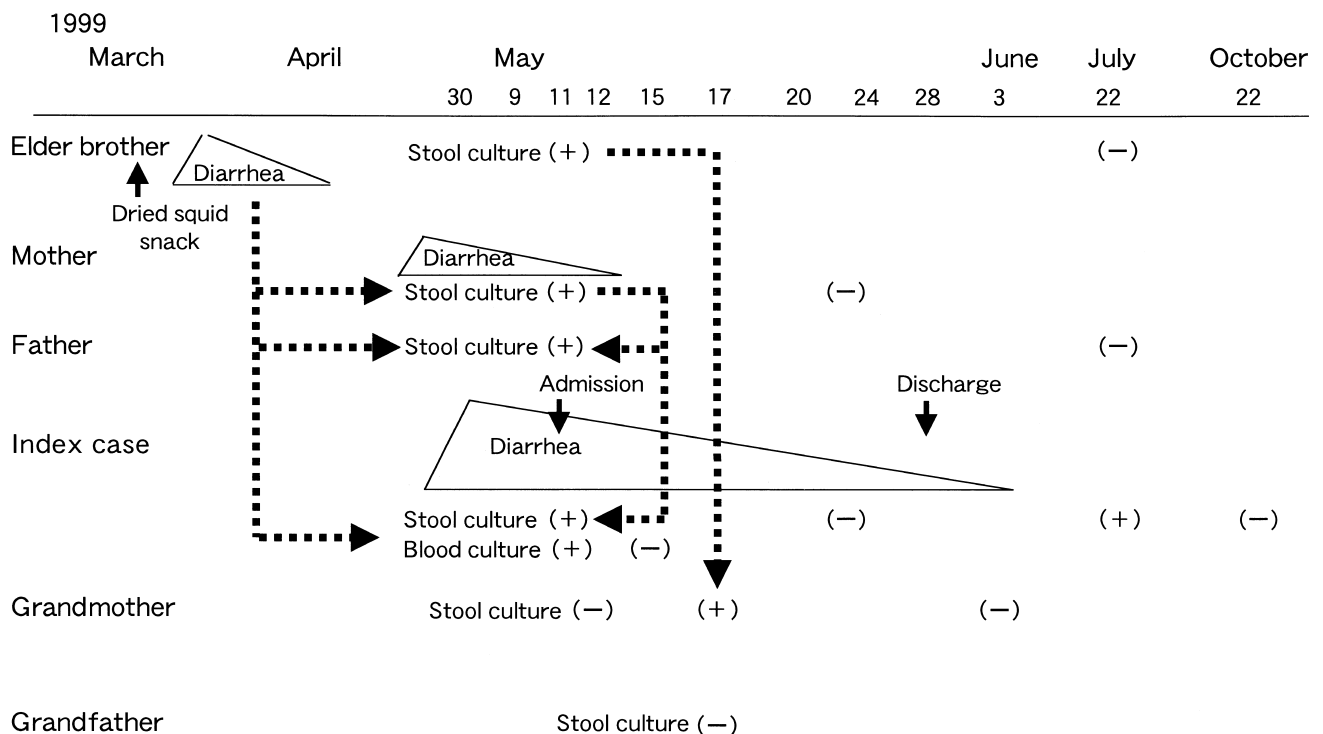 1999
March April May June July October
30 9 11 12 15 17 20 24 28 3 22 22
Elder brother Diarrhea Stool culture (+) (—)
Dried squid
snack
Mother Diarrhea
Stool culture (+) (—)
Father Stool culture (+) (—)
Admission Discharge
Index case Diarrhea
Stool culture (+) (—) (+) (—)
Blood culture (+) (—)
Grandmother Stool culture (—) (+) (—)
Grandfather Stool culture (—)